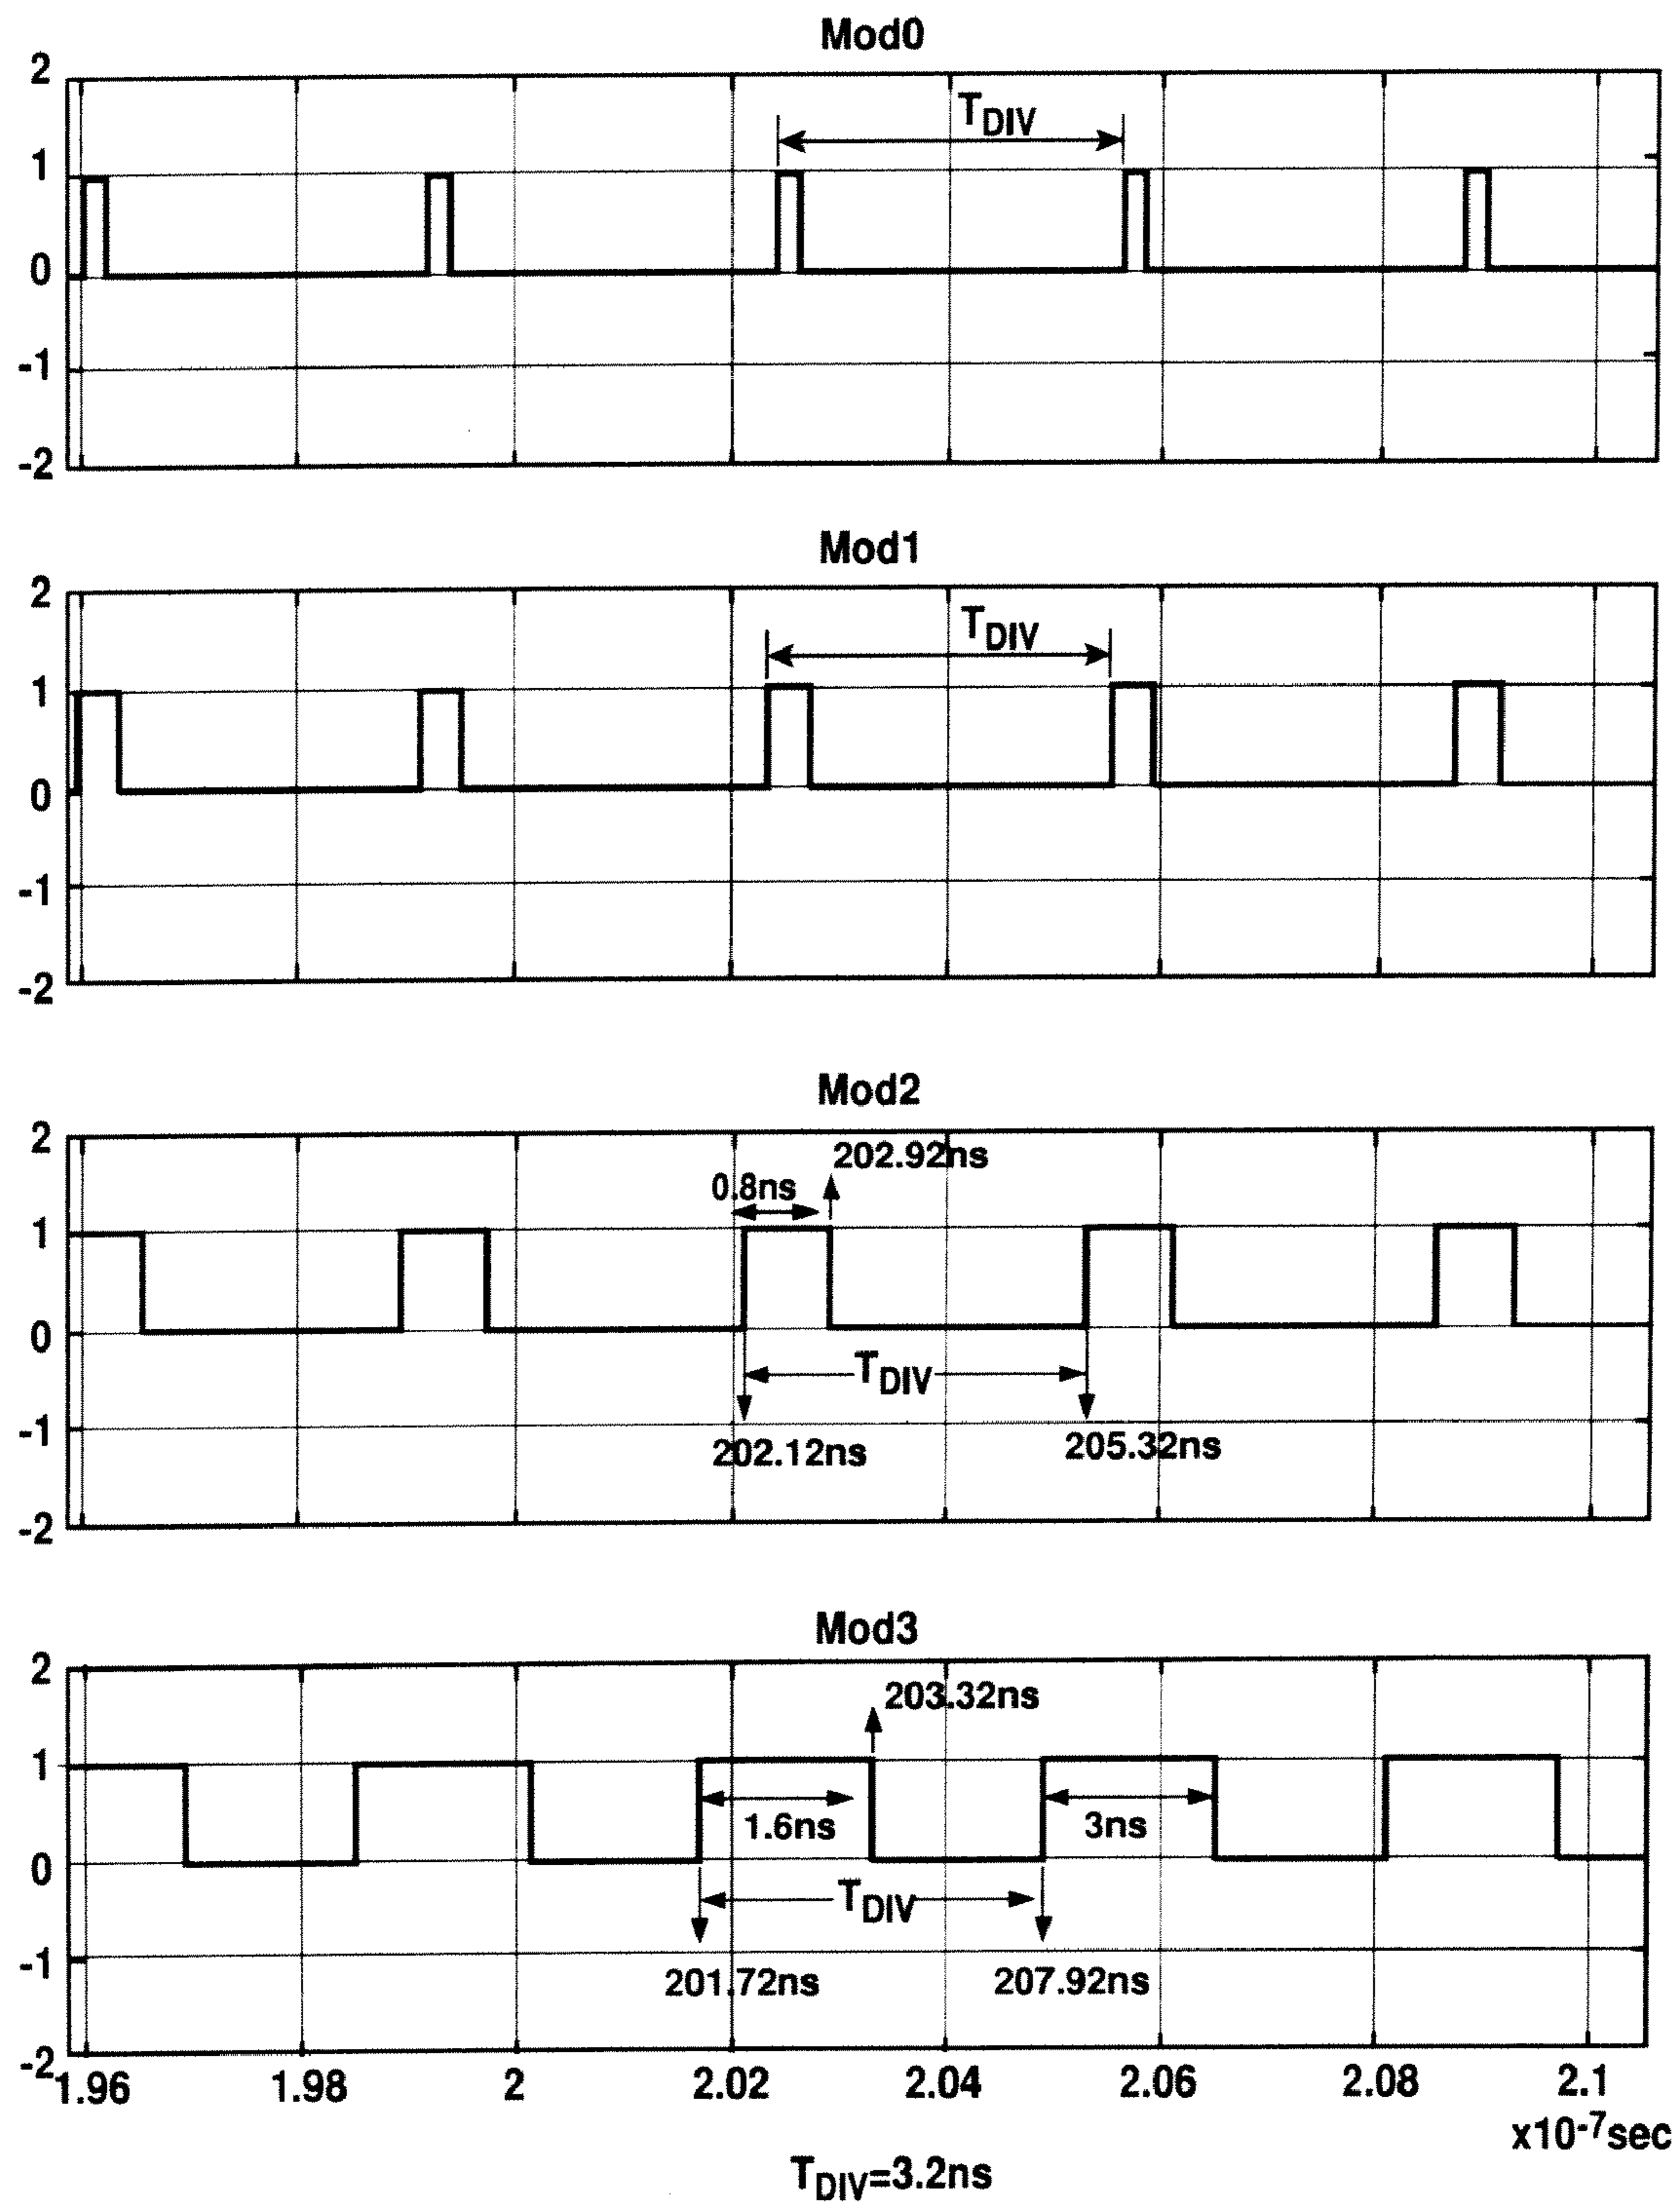 Mod0
2
1
0
-1
-2
TDIV
Mod1
2
1
0
-1
-2
TDIV
Mod2
2
1
0
-1
-2
202.92ns
0.8ns
TDIV
202.12ns
205.32ns
Mod3
2
1
0
-1
-2
203.32ns
1.6ns
3ns
TDIV
201.72ns
207.92ns
1.96
1.98
2
2.02
2.04
2.06
2.08
2.1
x10-7sec
TDIV=3.2ns